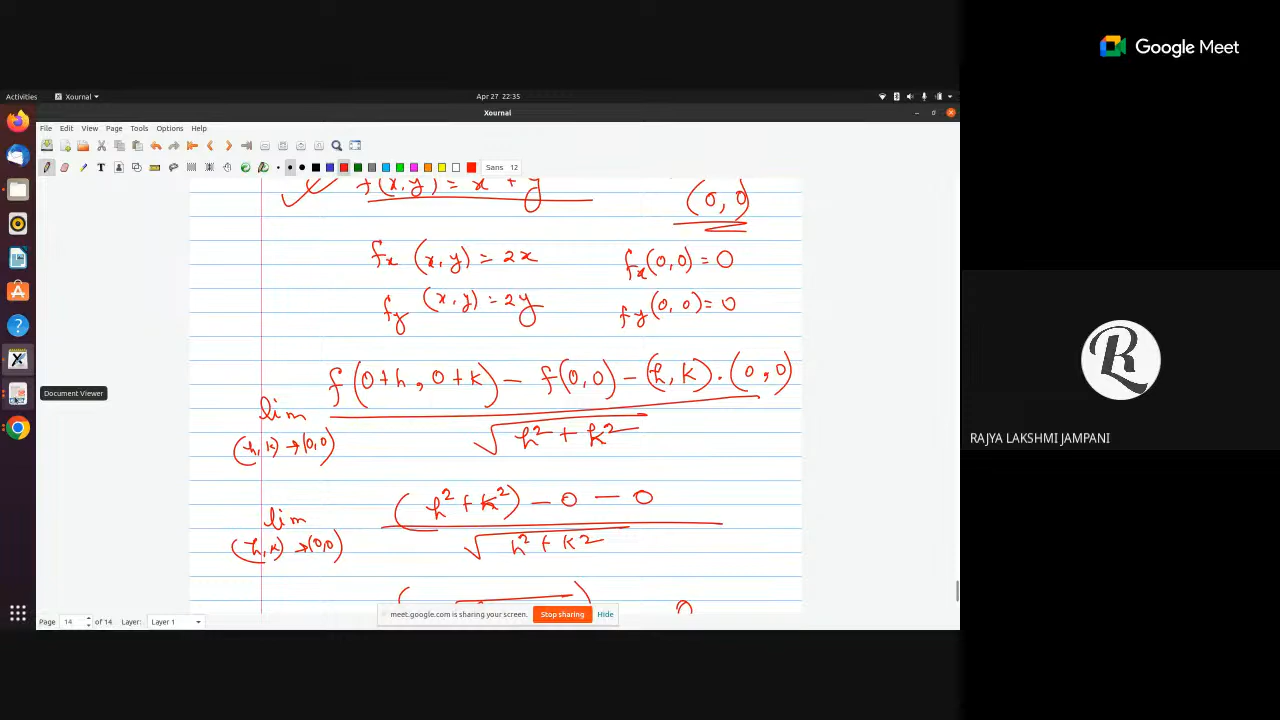 Google Meet
Activities
Xournal
Apr 27 22:35
Xournal
File Edit View Page Tools Options Help
Sans 12
f(x,y) = x + y
(0,0)
fx (x,y) = 2x
fx(0,0) = 0
fy (x,y) = 2y
fy(0,0) = 0
f(0+h, 0+k) - f(0,0) - (h,k)·(0,0)
lim
(h,k)→(0,0)
√h²+k²
Document Viewer
RAJYA LAKSHMI JAMPANI
(h²+k²) - 0 - 0
lim
(h,k)→(0,0)
√h²+k²
meet.google.com is sharing your screen. Stop sharing Hide
Page 14 of 14 Layer: Layer 1